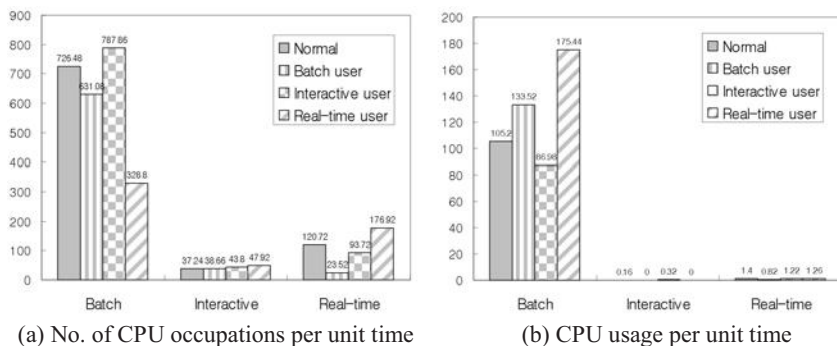 900
800
700
600
500
400
300
200
100
0
726.48
631.08
787.86
328.8
37.24 38.66 43.8 47.92
120.72
23.52
93.72
176.92
Normal
Batch user
Interactive user
Real-time user
Batch Interactive Real-time
(a) No. of CPU occupations per unit time
200
180
160
140
120
100
80
60
40
20
0
105.2
133.52
86.98
175.44
0.16 0 0.32 0
1.4 0.82 1.22 1.26
Normal
Batch user
Interactive user
Real-time user
Batch Interactive Real-time
(b) CPU usage per unit time